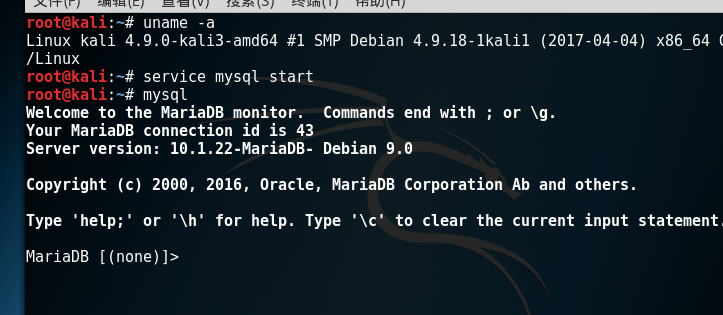 文件(F) 编辑(E) 查看(V) 搜索(S) 终端(T) 帮助(H)
root@kali:~# uname -a
Linux kali 4.9.0-kali3-amd64 #1 SMP Debian 4.9.18-1kali1 (2017-04-04) x86_64 G
/Linux
root@kali:~# service mysql start
root@kali:~# mysql
Welcome to the MariaDB monitor.  Commands end with ; or \g.
Your MariaDB connection id is 43
Server version: 10.1.22-MariaDB- Debian 9.0
Copyright (c) 2000, 2016, Oracle, MariaDB Corporation Ab and others.
Type 'help;' or '\h' for help. Type '\c' to clear the current input statement.
MariaDB [(none)]>